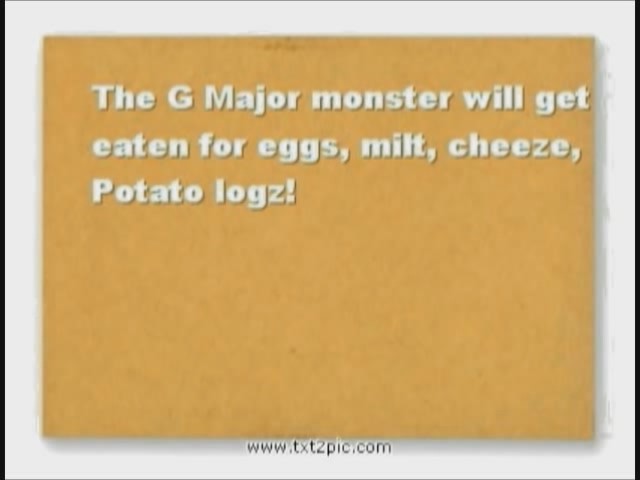 The G Major monster will get
eaten for eggs, milt, cheeze,
Potato logz!
www.txt2pic.com